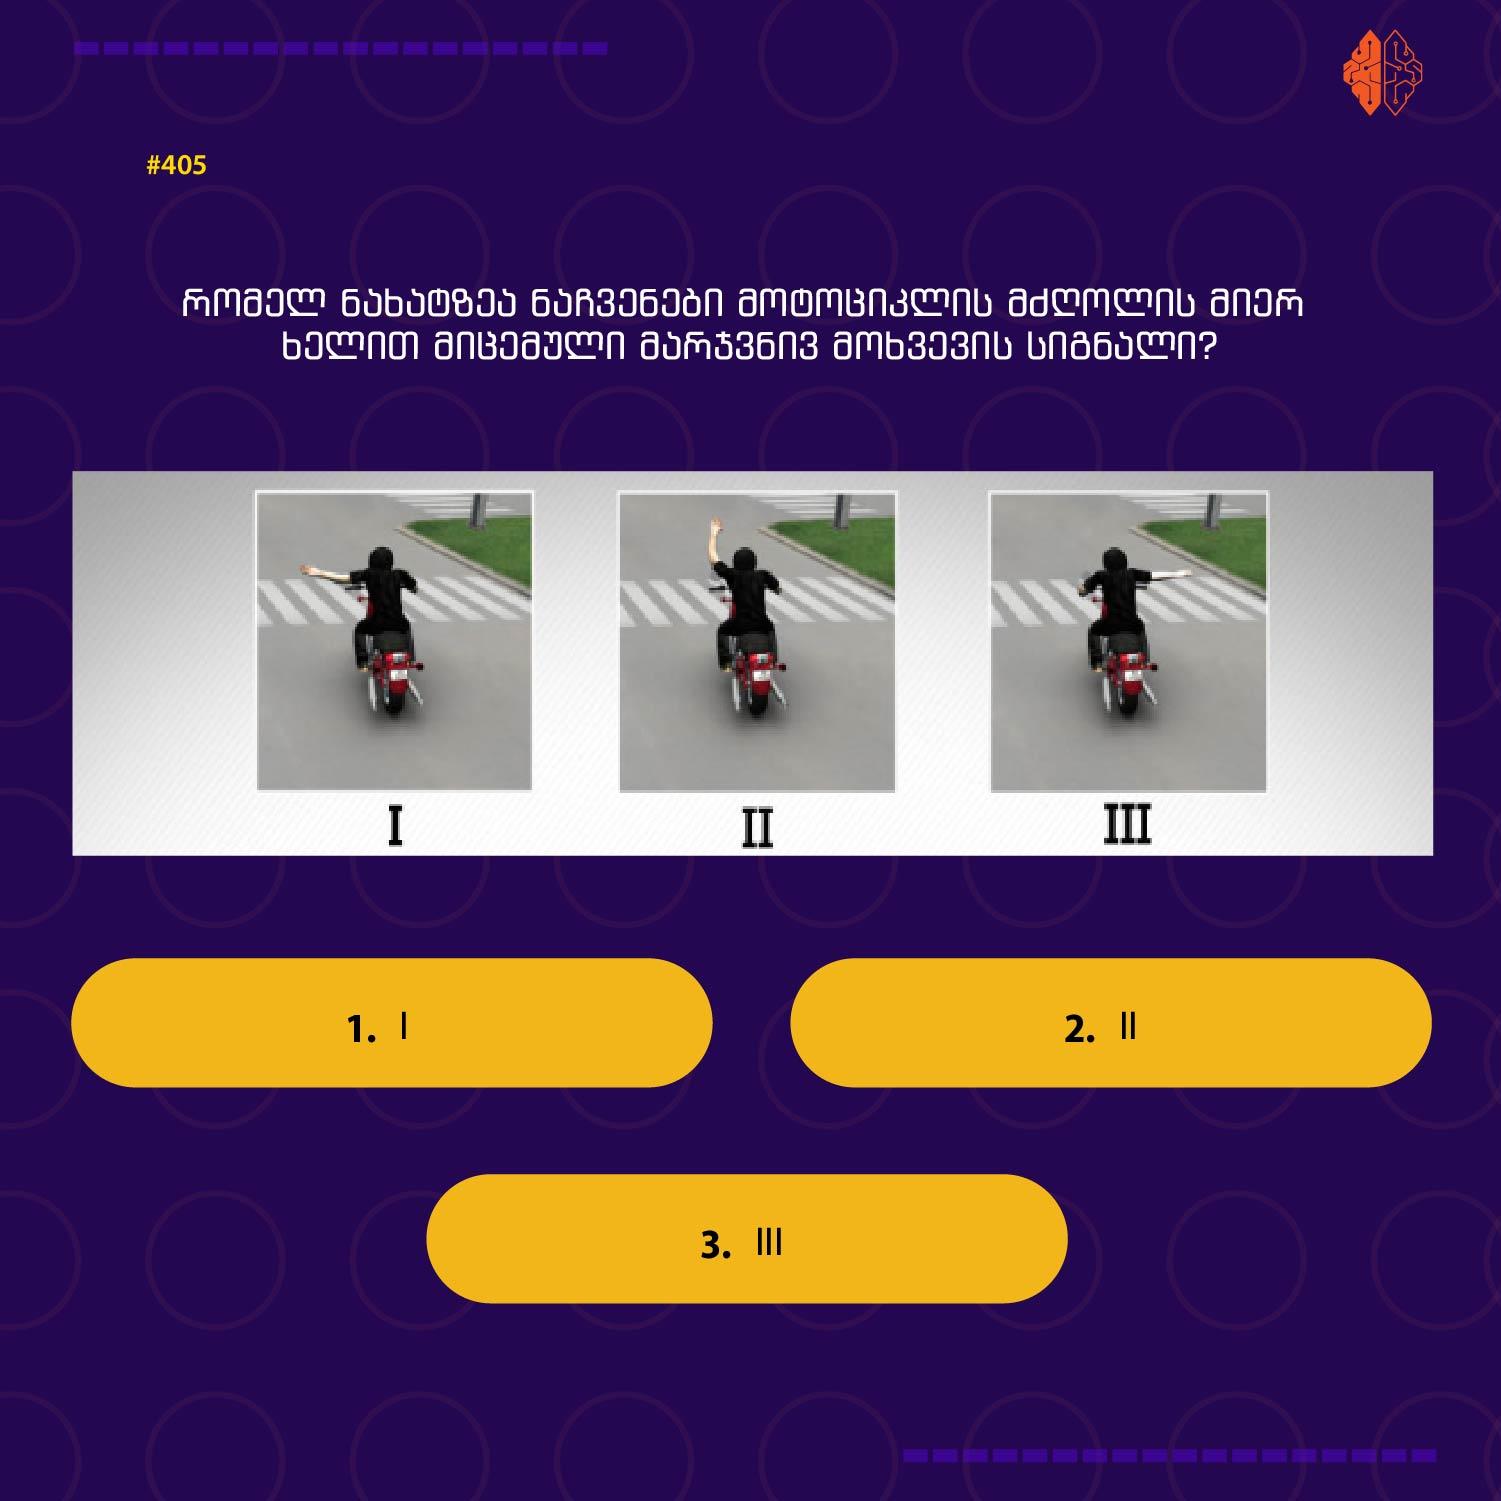 #405
რომელ ნახატზეა ნაჩვენები მოტოციკლის მძღოლის მიერ
ხელით მიცემული მარჯვნივ მოხვევის სიგნალი?
I
II
III
1. I
2. II
3. III